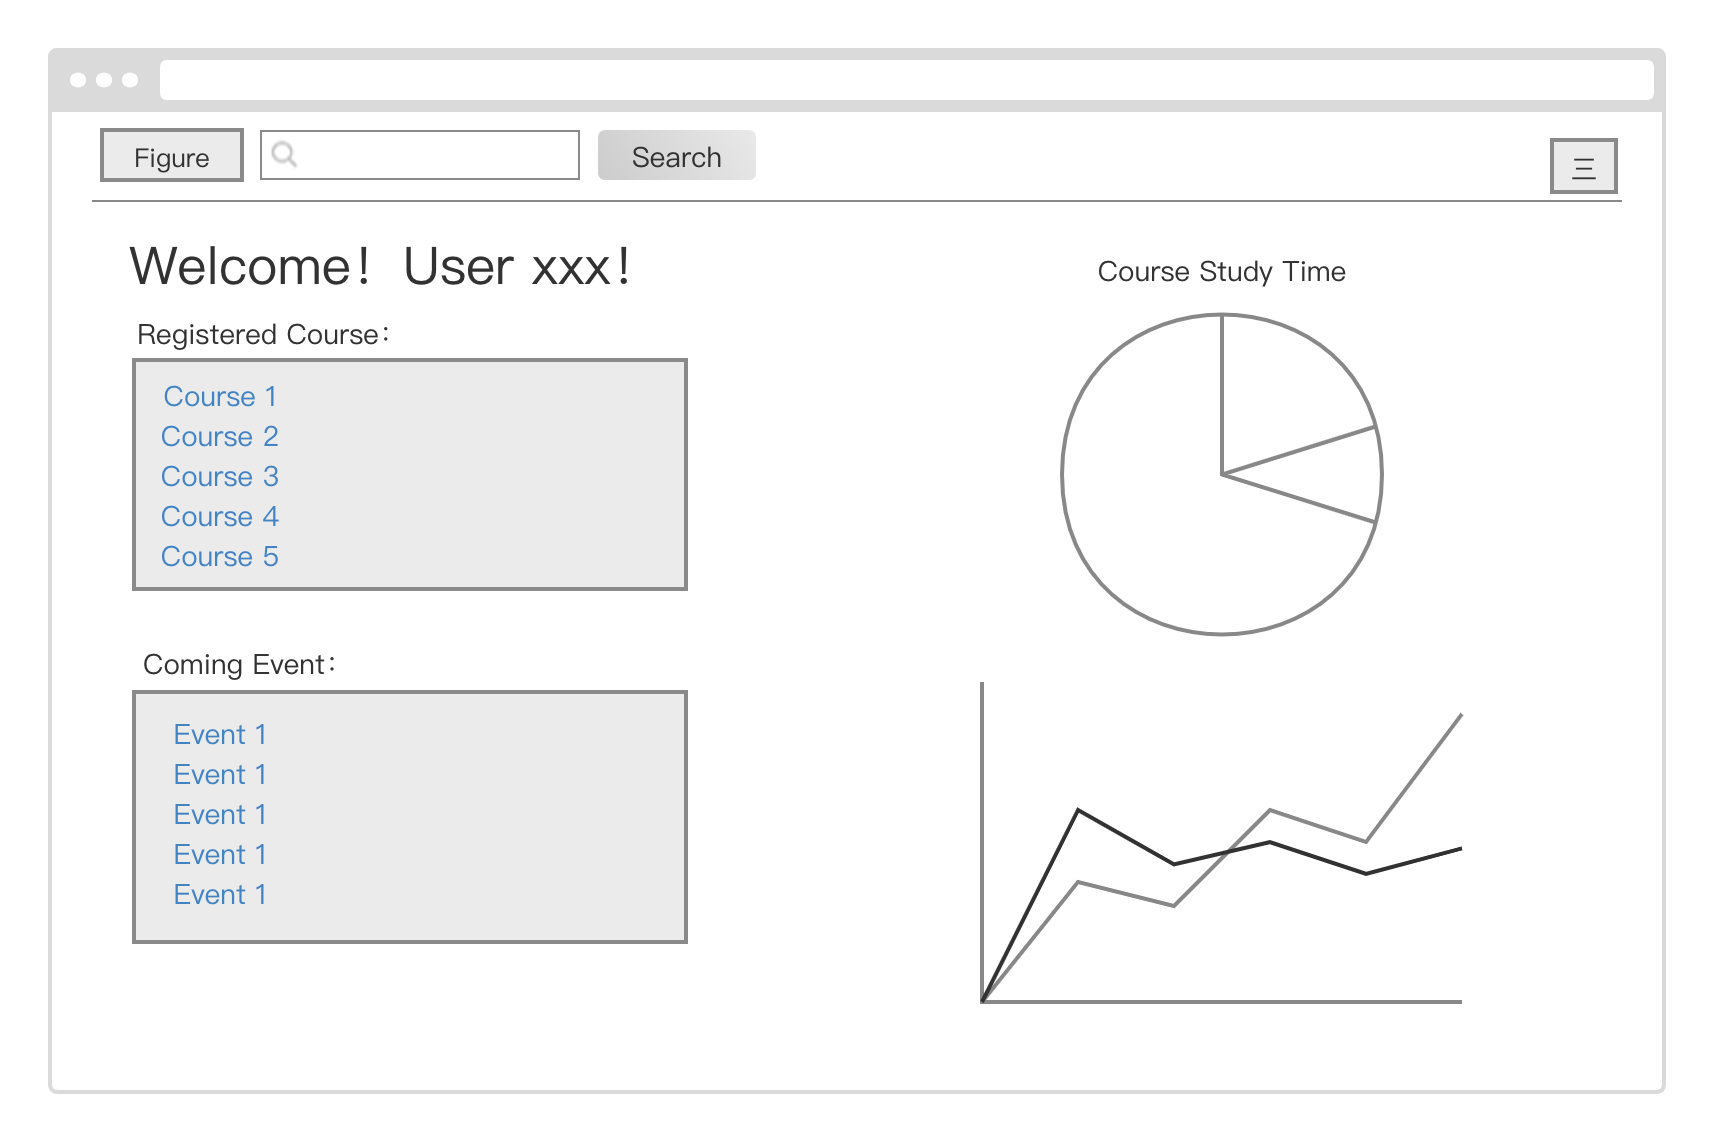 Figure
Search
三
Welcome！ User xxx！
Registered Course：
Course 1
Course 2
Course 3
Course 4
Course 5
Coming Event：
Event 1
Event 1
Event 1
Event 1
Event 1
Course Study Time